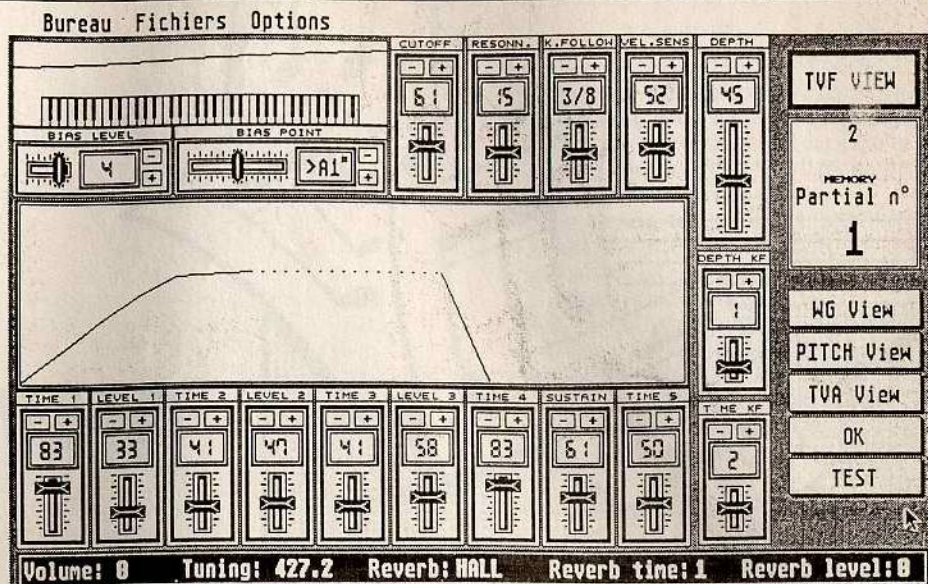 Bureau Fichiers Options
CUTOFF. RESONN. K.FOLLOW VEL.SENS DEPTH
- + - + - + - + - +
61 15 3/8 52 45
TVF VIEW
2
MEMORY
Partial n°
1
BIAS LEVEL BIAS POINT
4 - + >A1# - +
DEPTH KF
- +
1
WG View
PITCH View
TVA View
OK
TEST
TIME 1 LEVEL 1 TIME 2 LEVEL 2 TIME 3 LEVEL 3 TIME 4 SUSTAIN TIME 5 T ME KF
- + - + - + - + - + - + - + - + - + - +
83 33 41 47 41 58 83 61 50 2
Volume: 0 Tuning: 427.2 Reverb: HALL Reverb time: 1 Reverb level: 0